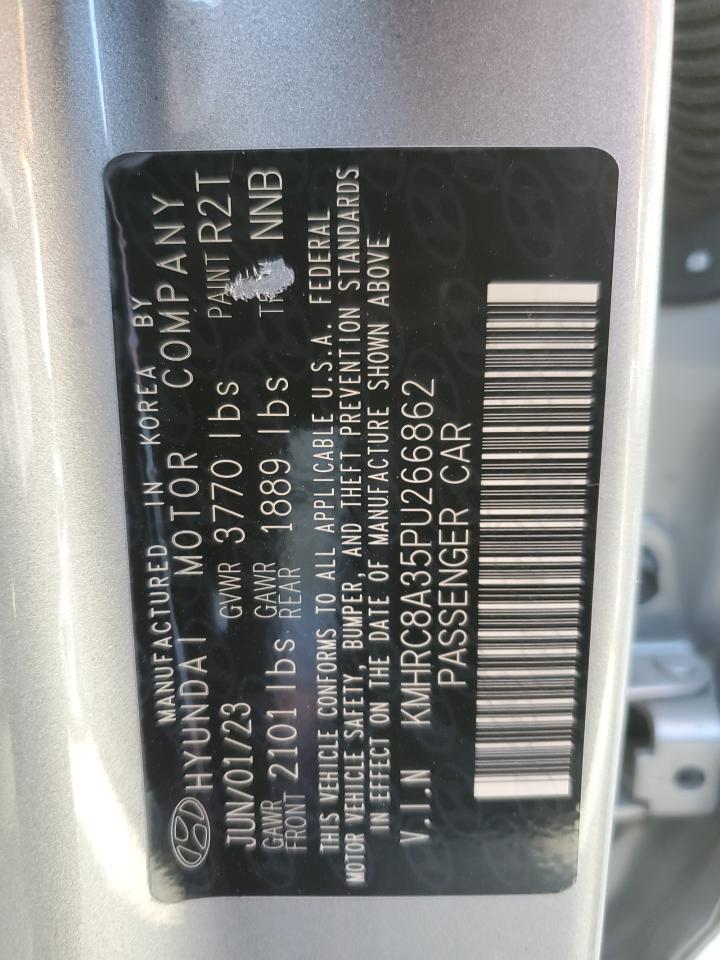 MANUFACTURED IN KOREA BY
HYUNDAI MOTOR COMPANY
JUN/01/23 GVWR 3770 lbs PAINT R2T
GAWR FRONT 2101 lbs GAWR REAR 1889 lbs NNB
THIS VEHICLE CONFORMS TO ALL APPLICABLE U.S.A. FEDERAL
MOTOR VEHICLE SAFETY, BUMPER, AND THEFT PREVENTION STANDARDS
IN EFFECT ON THE DATE OF MANUFACTURE SHOWN ABOVE
V.I.N KMHRC8A35PU266862
PASSENGER CAR